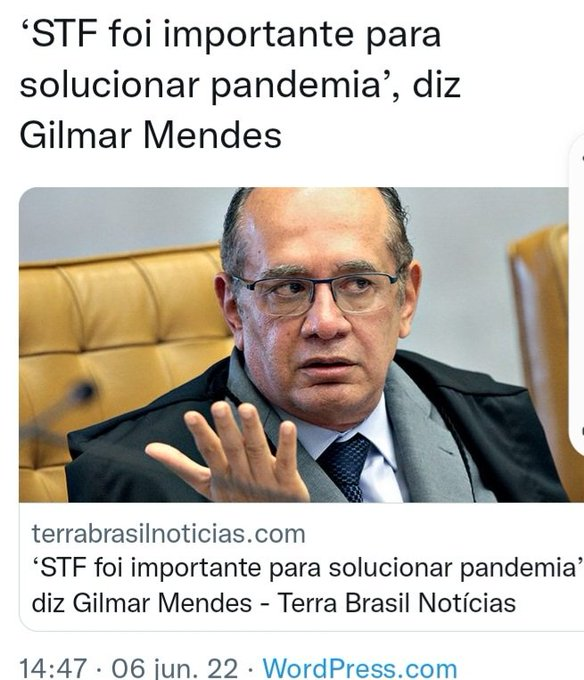 ‘STF foi importante para
solucionar pandemia’, diz
Gilmar Mendes
terrabrasilnoticias.com
‘STF foi importante para solucionar pandemia’
diz Gilmar Mendes - Terra Brasil Notícias
14:47 · 06 jun. 22 · WordPress.com